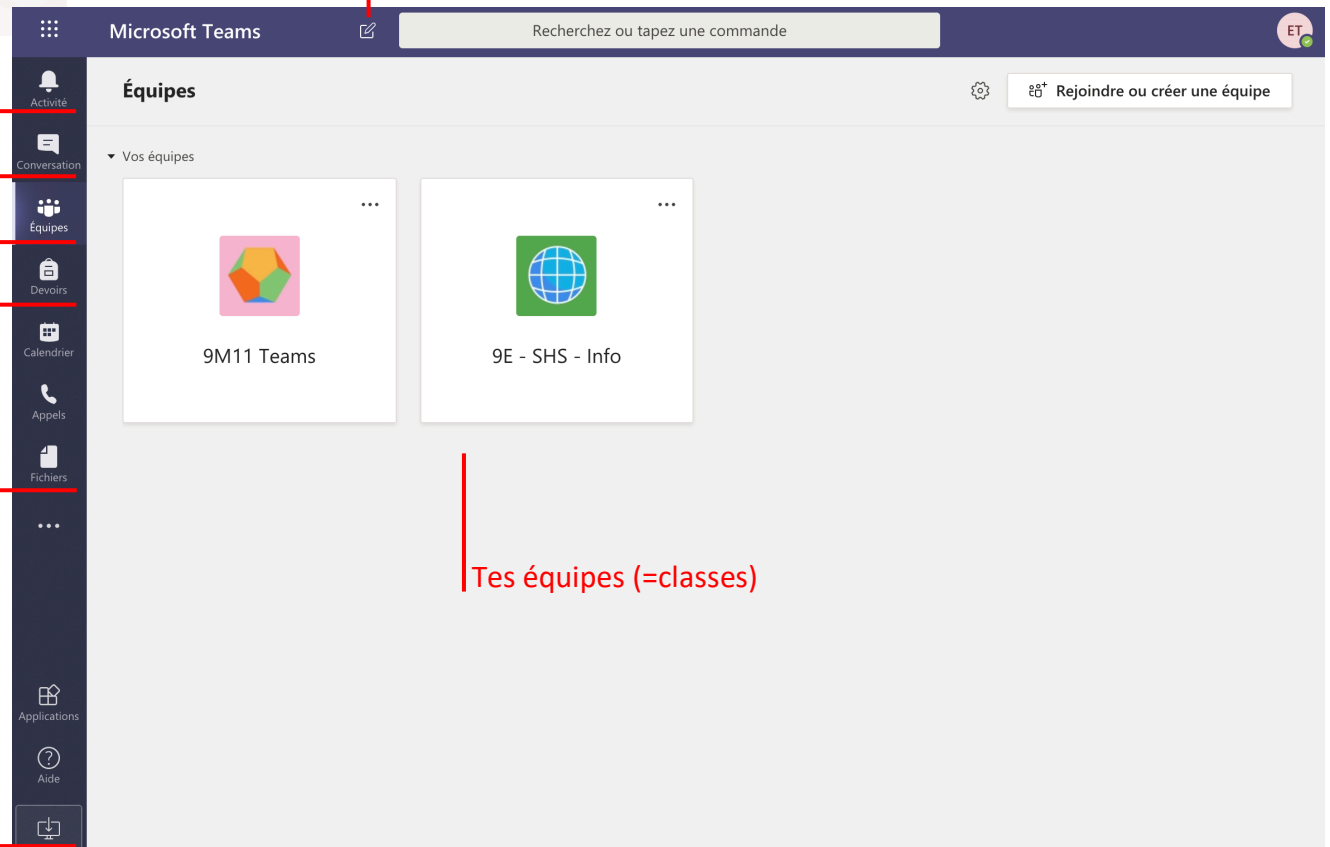 Microsoft Teams
Recherchez ou tapez une commande
ET
Activité
Conversation
Équipes
Devoirs
Calendrier
Appels
Fichiers
Applications
Aide
Équipes
Rejoindre ou créer une équipe
Vos équipes
9M11 Teams
9E - SHS - Info
Tes équipes (=classes)